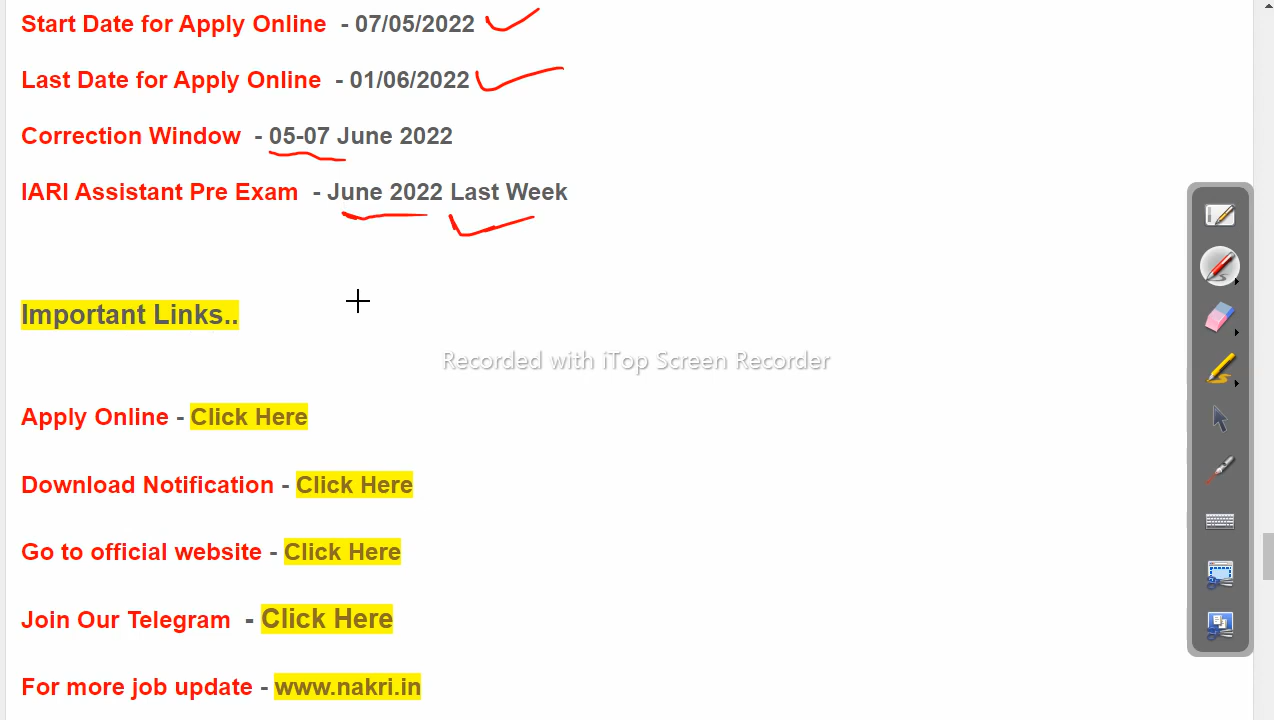 Start Date for Apply Online - 07/05/2022
Last Date for Apply Online - 01/06/2022
Correction Window - 05-07 June 2022
IARI Assistant Pre Exam - June 2022 Last Week
Important Links..
Recorded with iTop Screen Recorder
Apply Online - Click Here
Download Notification - Click Here
Go to official website - Click Here
Join Our Telegram - Click Here
For more job update - www.nakri.in